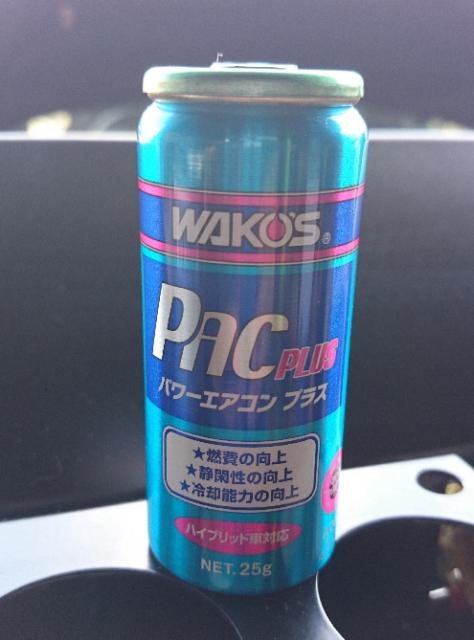 WAKO'S®
PAC PLUS
パワーエアコン プラス
★燃費の向上
★静閑性の向上
★冷却能力の向上
ハイブリッド車対応
NET.25g